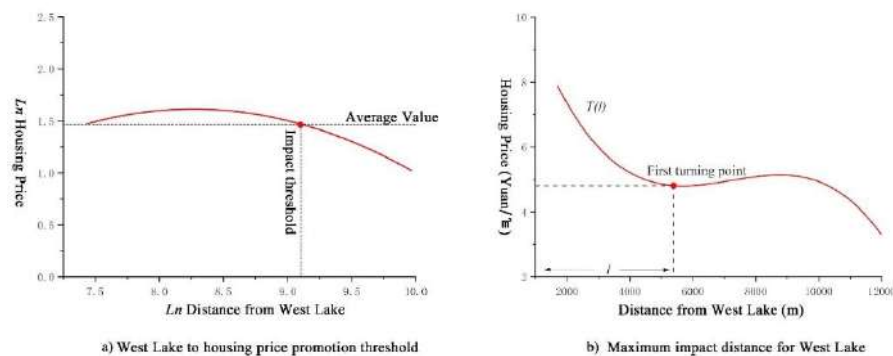 2.5
2.0
1.5
1.0
0.5
0.0
Ln Housing Price
Average Value
Impact threshold
7.5 8.0 8.5 9.0 9.5 10.0
Ln Distance from West Lake
a) West Lake to housing price promotion threshold
10
8
6
4
2
Housing Price (Yuan/㎡)
T(l)
First turning point
l
2000 4000 6000 8000 10000 12000
Distance from West Lake (m)
b) Maximum impact distance for West Lake